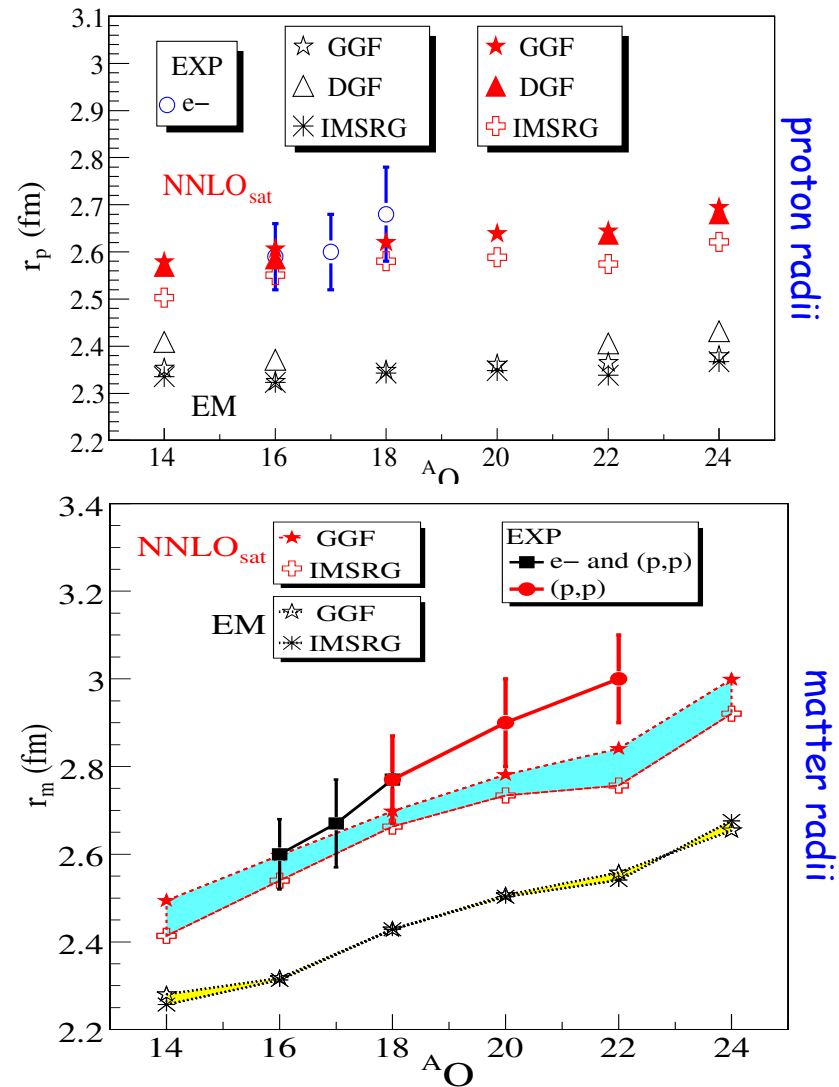 3.1
3
2.9
2.8
2.7
2.6
2.5
2.4
2.3
2.2
r_p (fm)
EXP
e−
GGF
DGF
IMSRG
GGF
DGF
IMSRG
NNLO_sat
EM
14 16 18 20 22 24
^A O
proton radii
3.4
3.2
3
2.8
2.6
2.4
2.2
r_m (fm)
NNLO_sat
GGF
IMSRG
EM
GGF
IMSRG
EXP
e− and (p,p)
(p,p)
14 16 18 20 22 24
^A O
matter radii